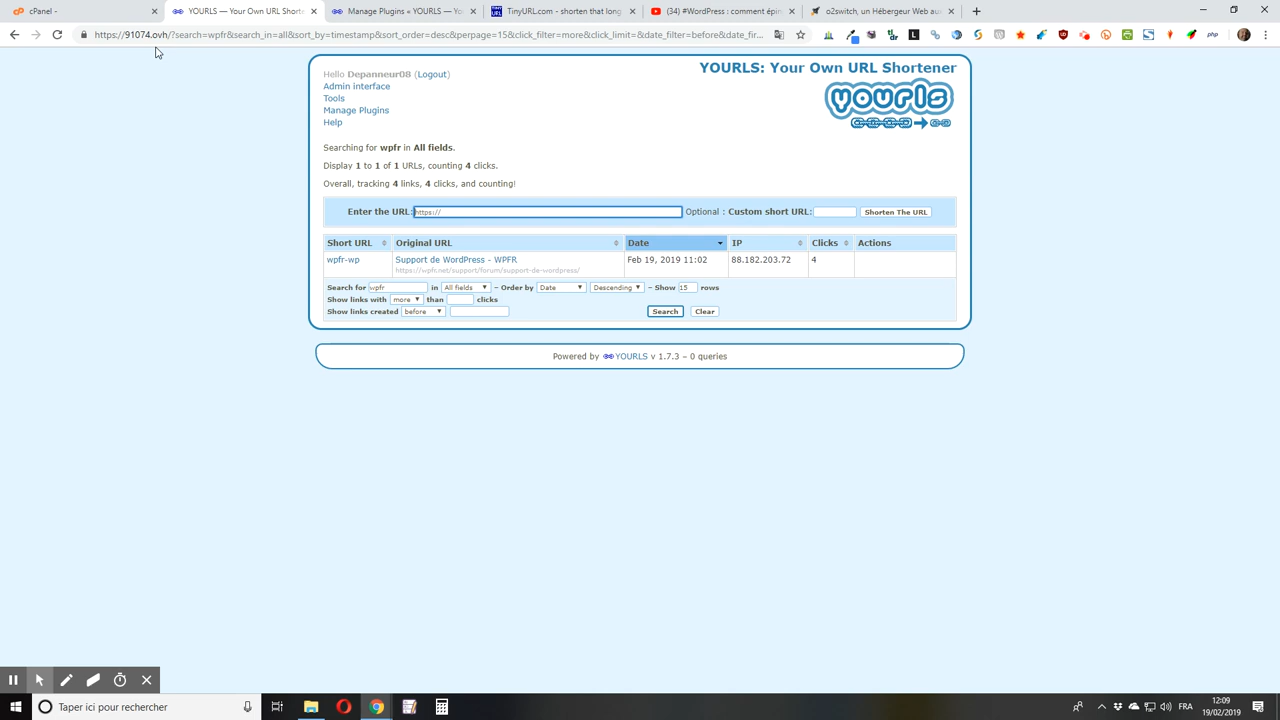 cPanel -
YOURLS — Your Own URL Shorte
Manage Plugins — YOURLS — Yo
TinyURL.com - shorten that long
(34) #WordPress : comment épin
o2switch, un Hébergeur Web au
https://91074.ovh/?search=wpfr&search_in=all&sort_by=timestamp&sort_order=desc&perpage=15&click_filter=more&click_limit=&date_filter=before&date_fir...
Hello Depanneur08 (Logout)
Admin interface
Tools
Manage Plugins
Help
YOURLS: Your Own URL Shortener
yourls
Searching for wpfr in All fields.
Display 1 to 1 of 1 URLs, counting 4 clicks.
Overall, tracking 4 links, 4 clicks, and counting!
Enter the URL: https:// Optional : Custom short URL: Shorten The URL
Short URL Original URL Date IP Clicks Actions
wpfr-wp Support de WordPress - WPFR Feb 19, 2019 11:02 88.182.203.72 4
https://wpfr.net/support/forum/support-de-wordpress/
Search for wpfr in All fields – Order by Date Descending – Show 15 rows
Show links with more than clicks
Show links created before Search Clear
Powered by YOURLS v 1.7.3 – 0 queries
Taper ici pour rechercher
FRA
12:09
19/02/2019